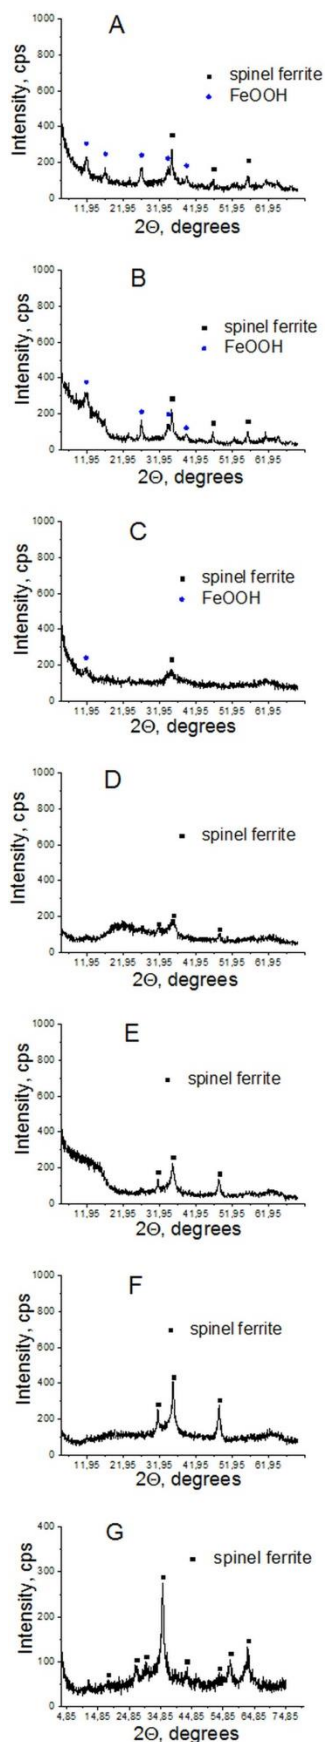 A
1000
800
600
400
200
0
Intensity, cps
spinel ferrite
FeOOH
11,95 21,95 31,95 41,95 51,95 61,95
2Θ, degrees
B
1000
800
600
400
200
0
Intensity, cps
spinel ferrite
FeOOH
11,95 21,95 31,95 41,95 51,95 61,95
2Θ, degrees
C
1000
800
600
400
200
0
Intensity, cps
spinel ferrite
FeOOH
11,95 21,95 31,95 41,95 51,95 61,95
2Θ, degrees
D
1000
800
600
400
200
0
Intensity, cps
spinel ferrite
11,95 21,95 31,95 41,95 51,95 61,95
2Θ, degrees
E
1000
800
600
400
200
0
Intensity, cps
spinel ferrite
11,95 21,95 31,95 41,95 51,95 61,95
2Θ, degrees
F
1000
800
600
400
200
0
Intensity, cps
spinel ferrite
11,95 21,95 31,95 41,95 51,95 61,95
2Θ, degrees
G
400
300
200
100
0
Intensity, cps
spinel ferrite
4,85 14,85 24,85 34,85 44,85 54,85 64,85 74,85
2Θ, degrees